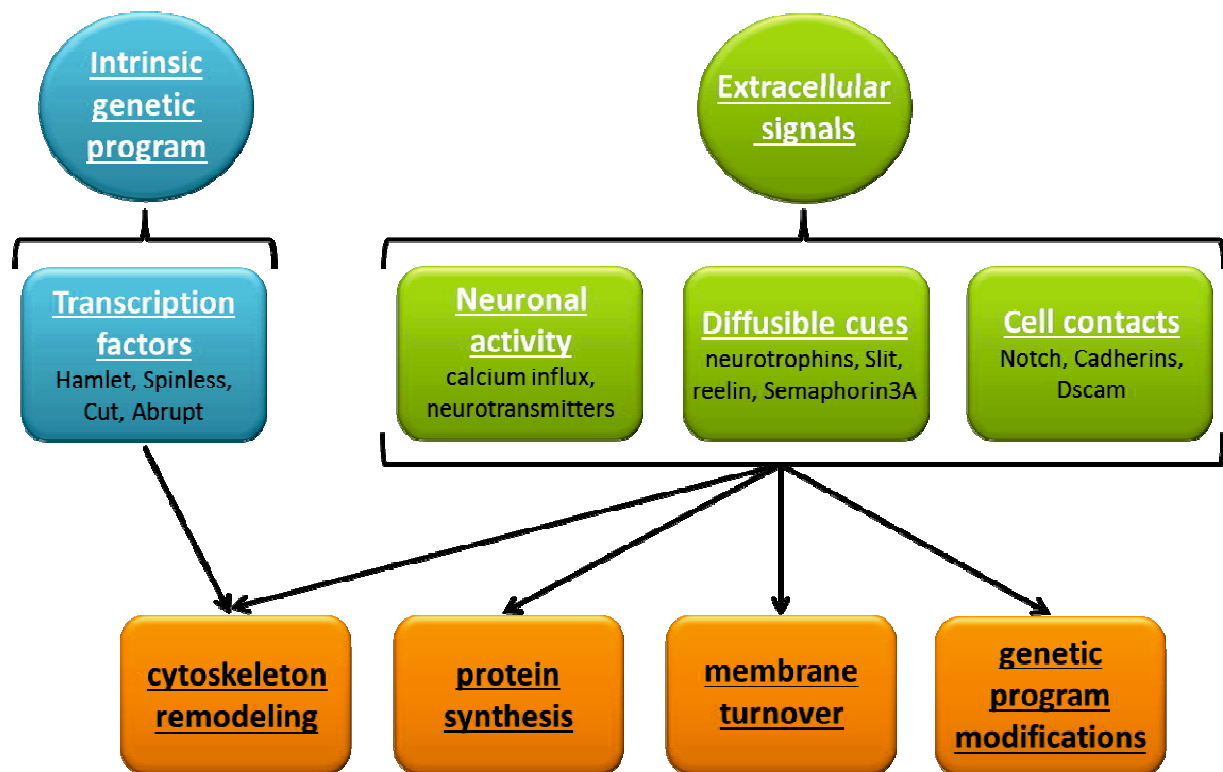 Intrinsic
genetic
program
Extracellular
signals
Transcription
factors
Hamlet, Spinless,
Cut, Abrupt
Neuronal
activity
calcium influx,
neurotransmitters
Diffusible cues
neurotrophins, Slit,
reelin, Semaphorin3A
Cell contacts
Notch, Cadherins,
Dscam
cytoskeleton
remodeling
protein
synthesis
membrane
turnover
genetic
program
modifications